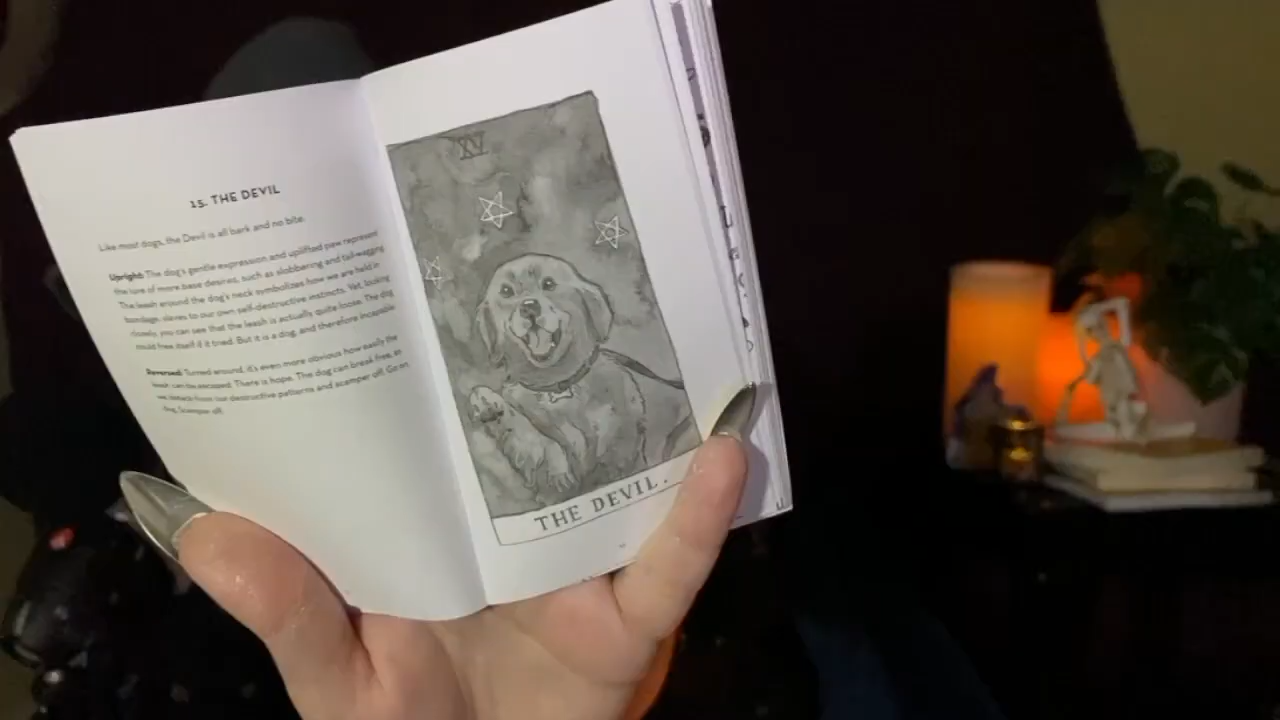 15. THE DEVIL
Like most dogs, the Devil is all bark and no bite.
Upright: The dog's gentle expression and uplifted paw represent
the lure of more base desires, such as slobbering and tail-wagging.
The leash around the dog's neck symbolizes how we are held in
bondage, slaves to our own self-destructive instincts. Yet, looking
closely, you can see that the leash is actually quite loose. The dog
could free itself if it tried. But it is a dog, and therefore incapable.
Reversed: Turned around, it's even more obvious how easily the
leash can be escaped. There is hope. The dog can break free, as
we detach from our destructive patterns and scamper off. Go on
dog. Scamper off.
XV
THE DEVIL.